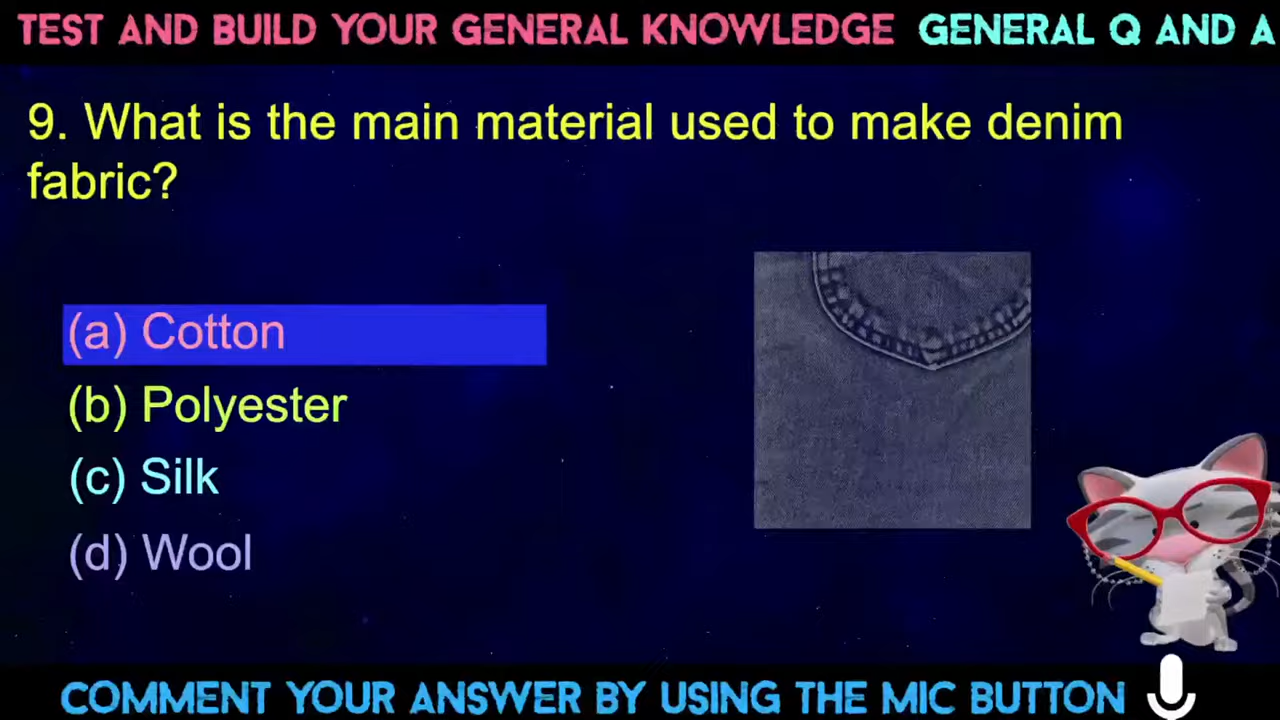 TEST AND BUILD YOUR GENERAL KNOWLEDGE GENERAL Q AND A
9. What is the main material used to make denim
fabric?
(a) Cotton
(b) Polyester
(c) Silk
(d) Wool
COMMENT YOUR ANSWER BY USING THE MIC BUTTON